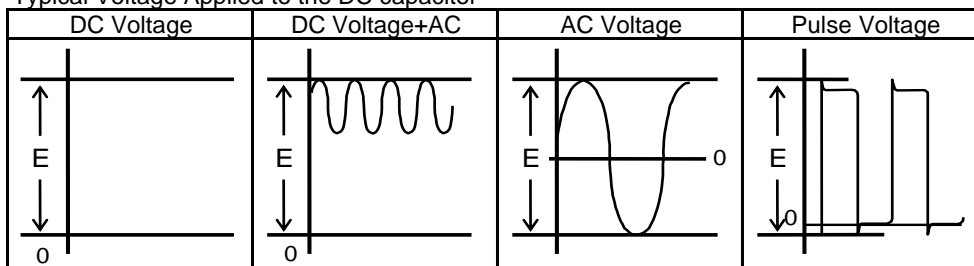 Typical Voltage Applied to the DC capacitor
DC Voltage
DC Voltage+AC
AC Voltage
Pulse Voltage
E
0
E
0
E
0
E
0